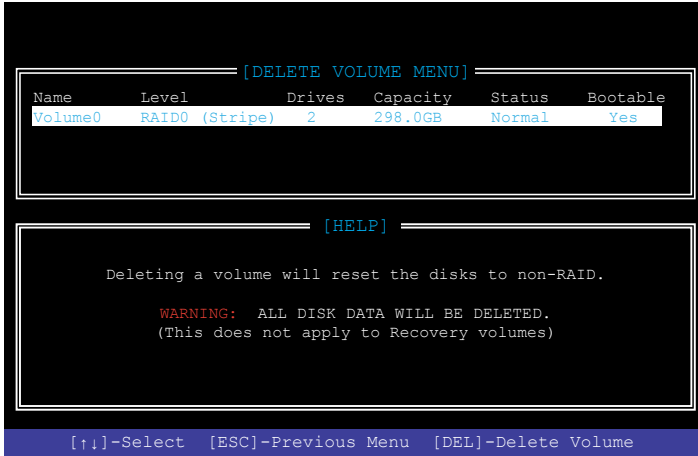 [DELETE VOLUME MENU]
Name Level Drives Capacity Status Bootable
Volume0 RAID0 (Stripe) 2 298.0GB Normal Yes
[HELP]
Deleting a volume will reset the disks to non-RAID.
WARNING: ALL DISK DATA WILL BE DELETED.
(This does not apply to Recovery volumes)
[↑↓]-Select [ESC]-Previous Menu [DEL]-Delete Volume